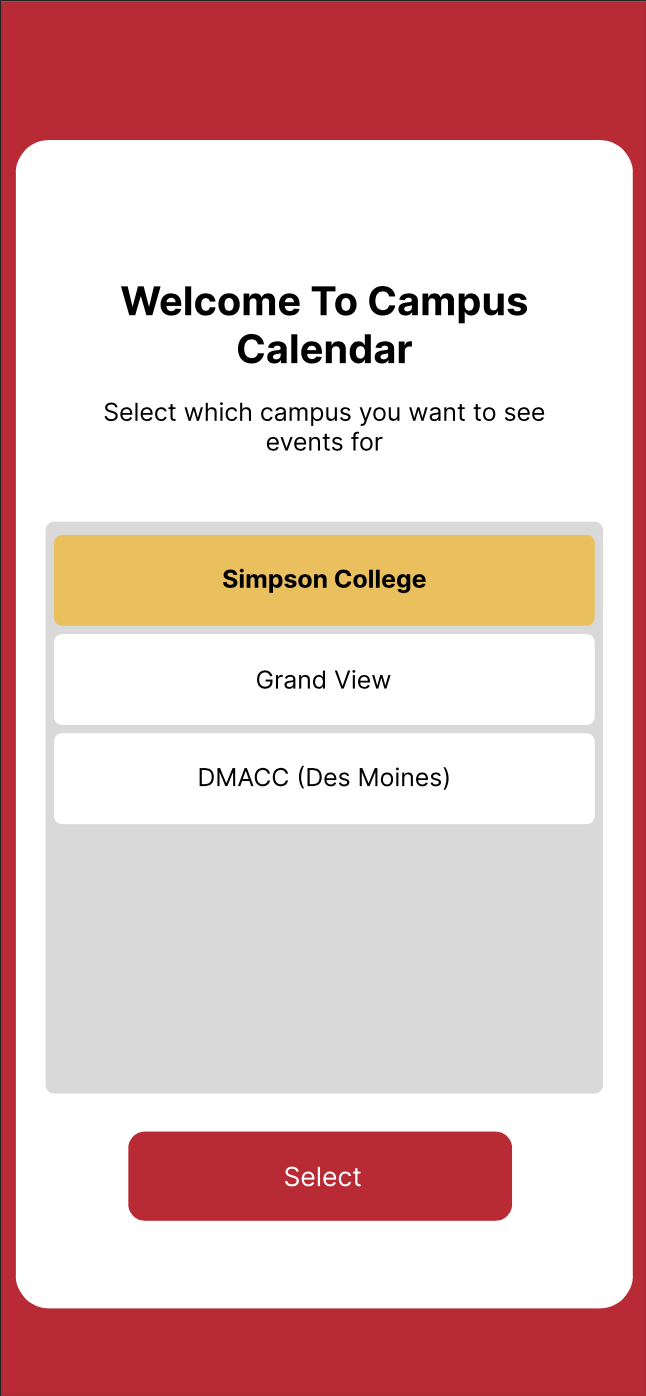 Welcome To Campus
Calendar
Select which campus you want to see
events for
Simpson College
Grand View
DMACC (Des Moines)
Select